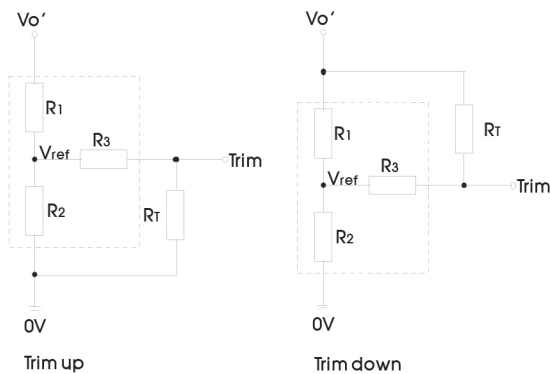 Vo'
R1
Vref
R3
Trim
R2
RT
0V
Trim up
Vo'
R1
RT
Vref
R3
Trim
R2
0V
Trim down